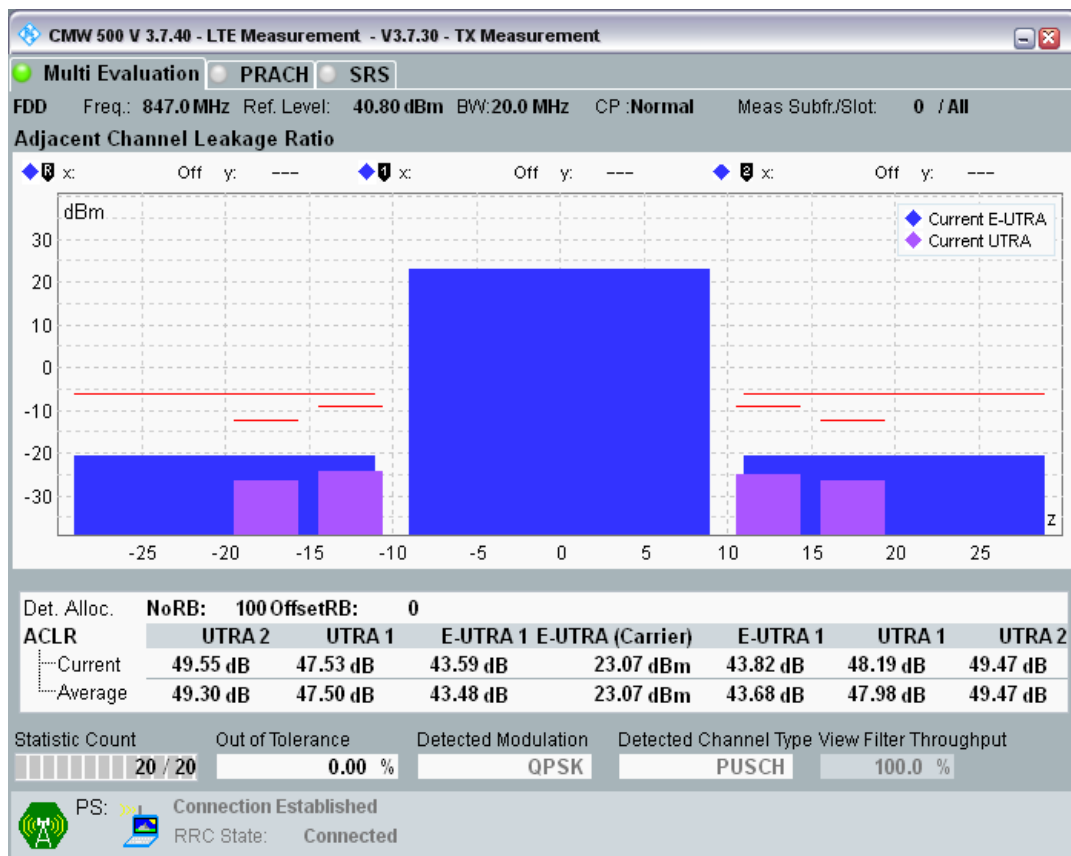 CMW 500 V 3.7.40 - LTE Measurement - V3.7.30 - TX Measurement
Multi Evaluation PRACH SRS
FDD Freq.: 847.0 MHz Ref. Level: 40.80 dBm BW:20.0 MHz CP :Normal Meas Subfr./Slot: 0 / All
Adjacent Channel Leakage Ratio
R x: Off y: --- 1 x: Off y: --- 2 x: Off y: ---
dBm
Current E-UTRA
Current UTRA
30
20
10
0
-10
-20
-30
z
-25 -20 -15 -10 -5 0 5 10 15 20 25
Det. Alloc. NoRB: 100 OffsetRB: 0
ACLR UTRA 2 UTRA 1 E-UTRA 1 E-UTRA (Carrier) E-UTRA 1 UTRA 1 UTRA 2
Current 49.55 dB 47.53 dB 43.59 dB 23.07 dBm 43.82 dB 48.19 dB 49.47 dB
Average 49.30 dB 47.50 dB 43.48 dB 23.07 dBm 43.68 dB 47.98 dB 49.47 dB
Statistic Count Out of Tolerance Detected Modulation Detected Channel Type View Filter Throughput
20 / 20 0.00 % QPSK PUSCH 100.0 %
PS: Connection Established
RRC State: Connected